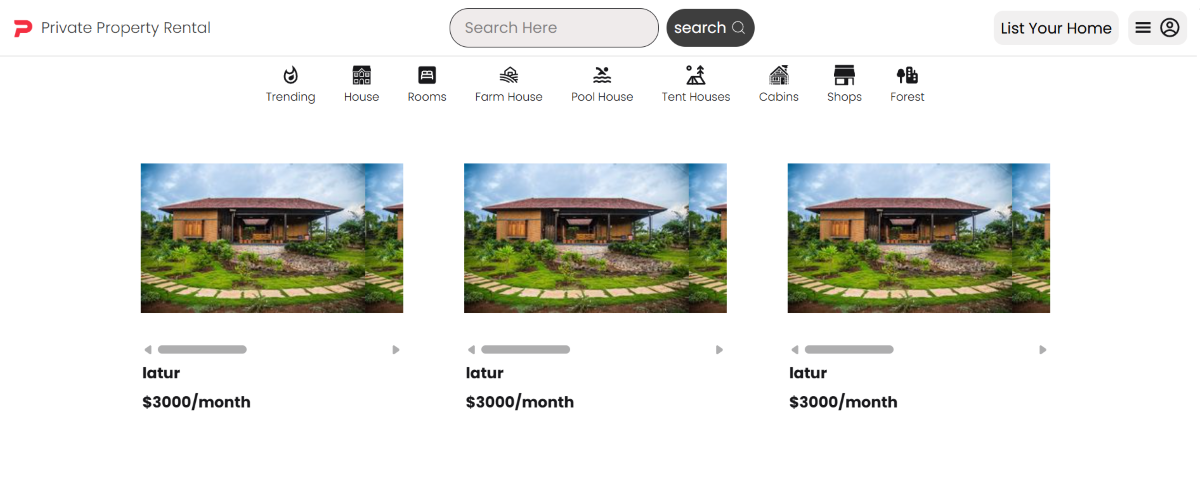 Private Property Rental
Search Here
search
List Your Home
Trending
House
Rooms
Farm House
Pool House
Tent Houses
Cabins
Shops
Forest
latur
$3000/month
latur
$3000/month
latur
$3000/month